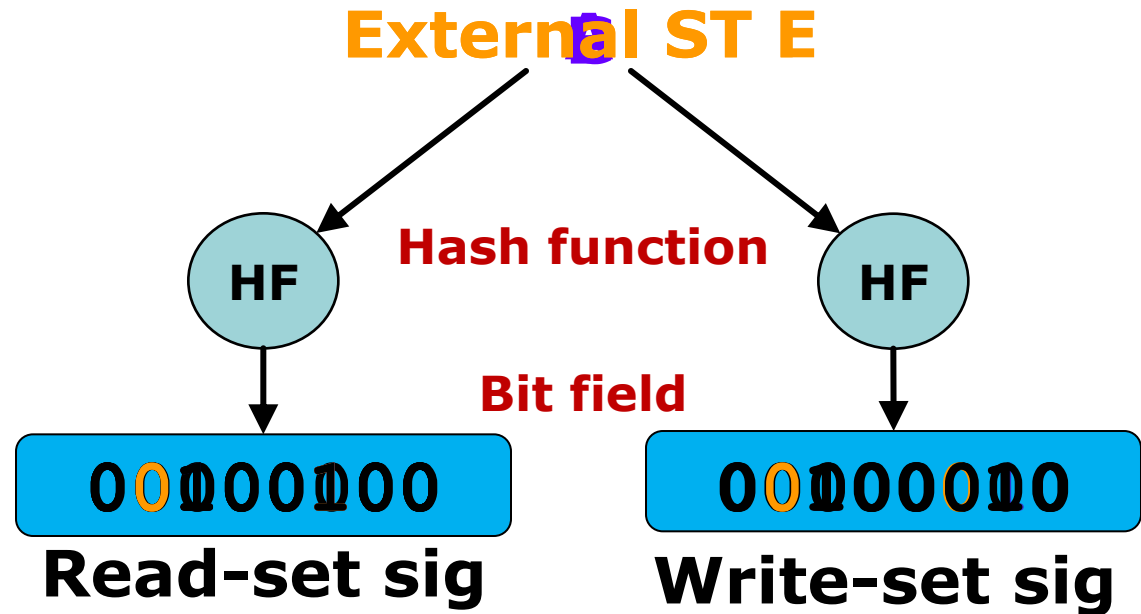 External ST E
HF
Hash function
HF
Bit field
Read-set sig
Write-set sig